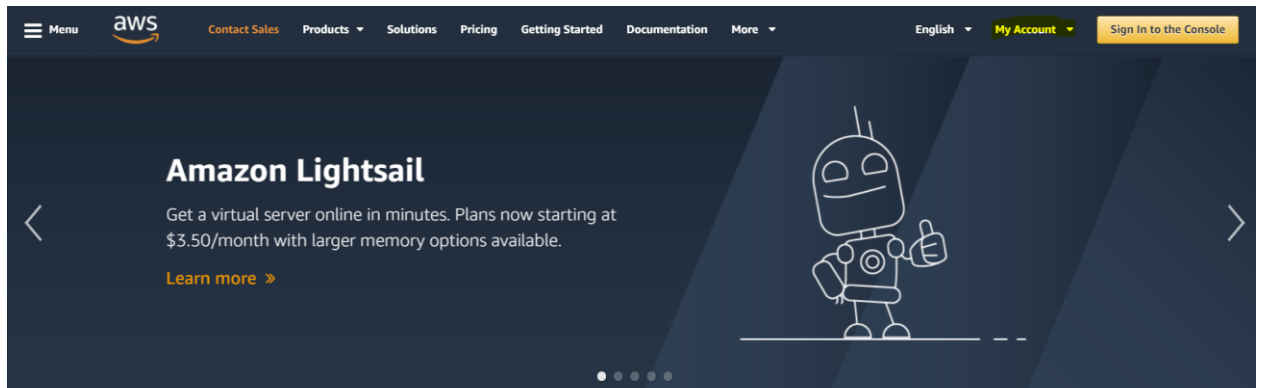 Menu aws Contact Sales Products Solutions Pricing Getting Started Documentation More English My Account Sign In to the Console
Amazon Lightsail
Get a virtual server online in minutes. Plans now starting at
$3.50/month with larger memory options available.
Learn more »